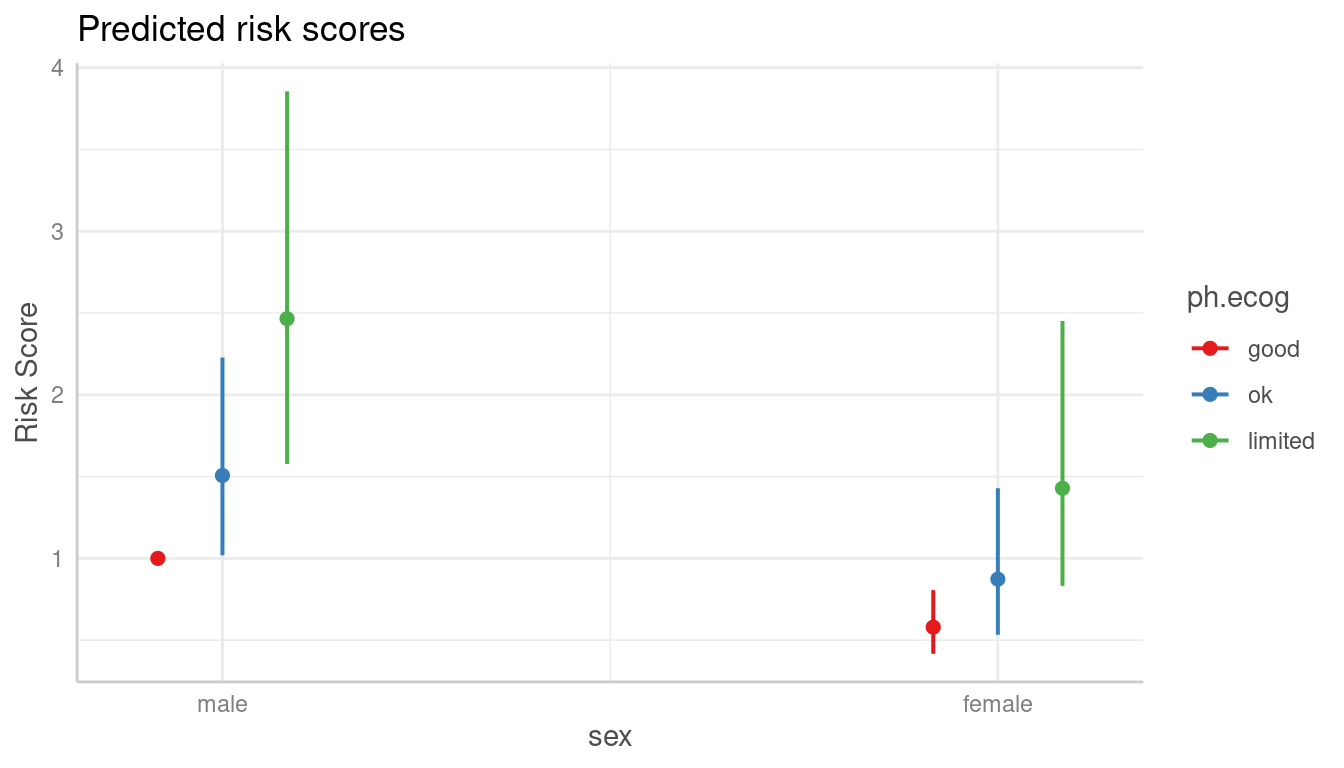 Predicted risk scores
4
3
2
1
Risk Score
male
female
sex
ph.ecog
good
ok
limited